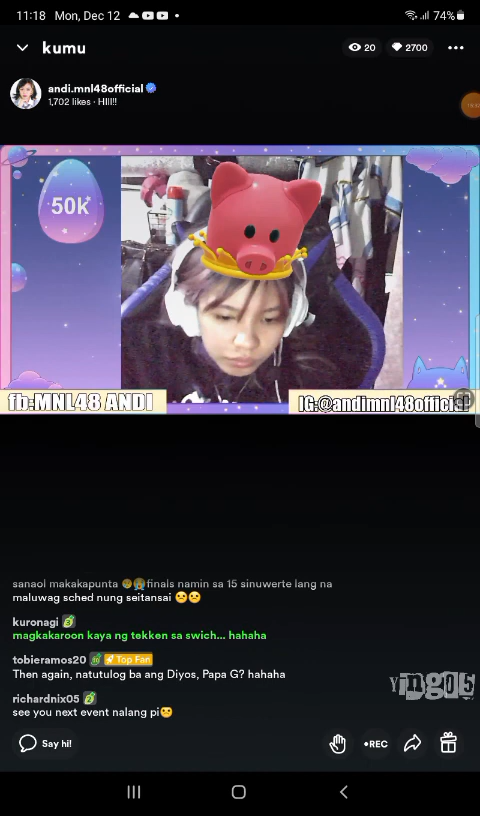 11:18 Mon, Dec 12
74%
kumu
20
2700
andi.mnl48official
1,702 likes · HIII!!
50k
fb:MNL48 ANDI
IG:@andimnl48official
sanaol makakapunta finals namin sa 15 sinuwerte lang na
maluwag sched nung seitansai
kuronagi
magkakaroon kaya ng tekken sa swich... hahaha
tobieramos20 Top Fan
Then again, natutulog ba ang Diyos, Papa G? hahaha
richardnix05 2
see you next event nalang pi
Yingo5
Say hi!
•REC